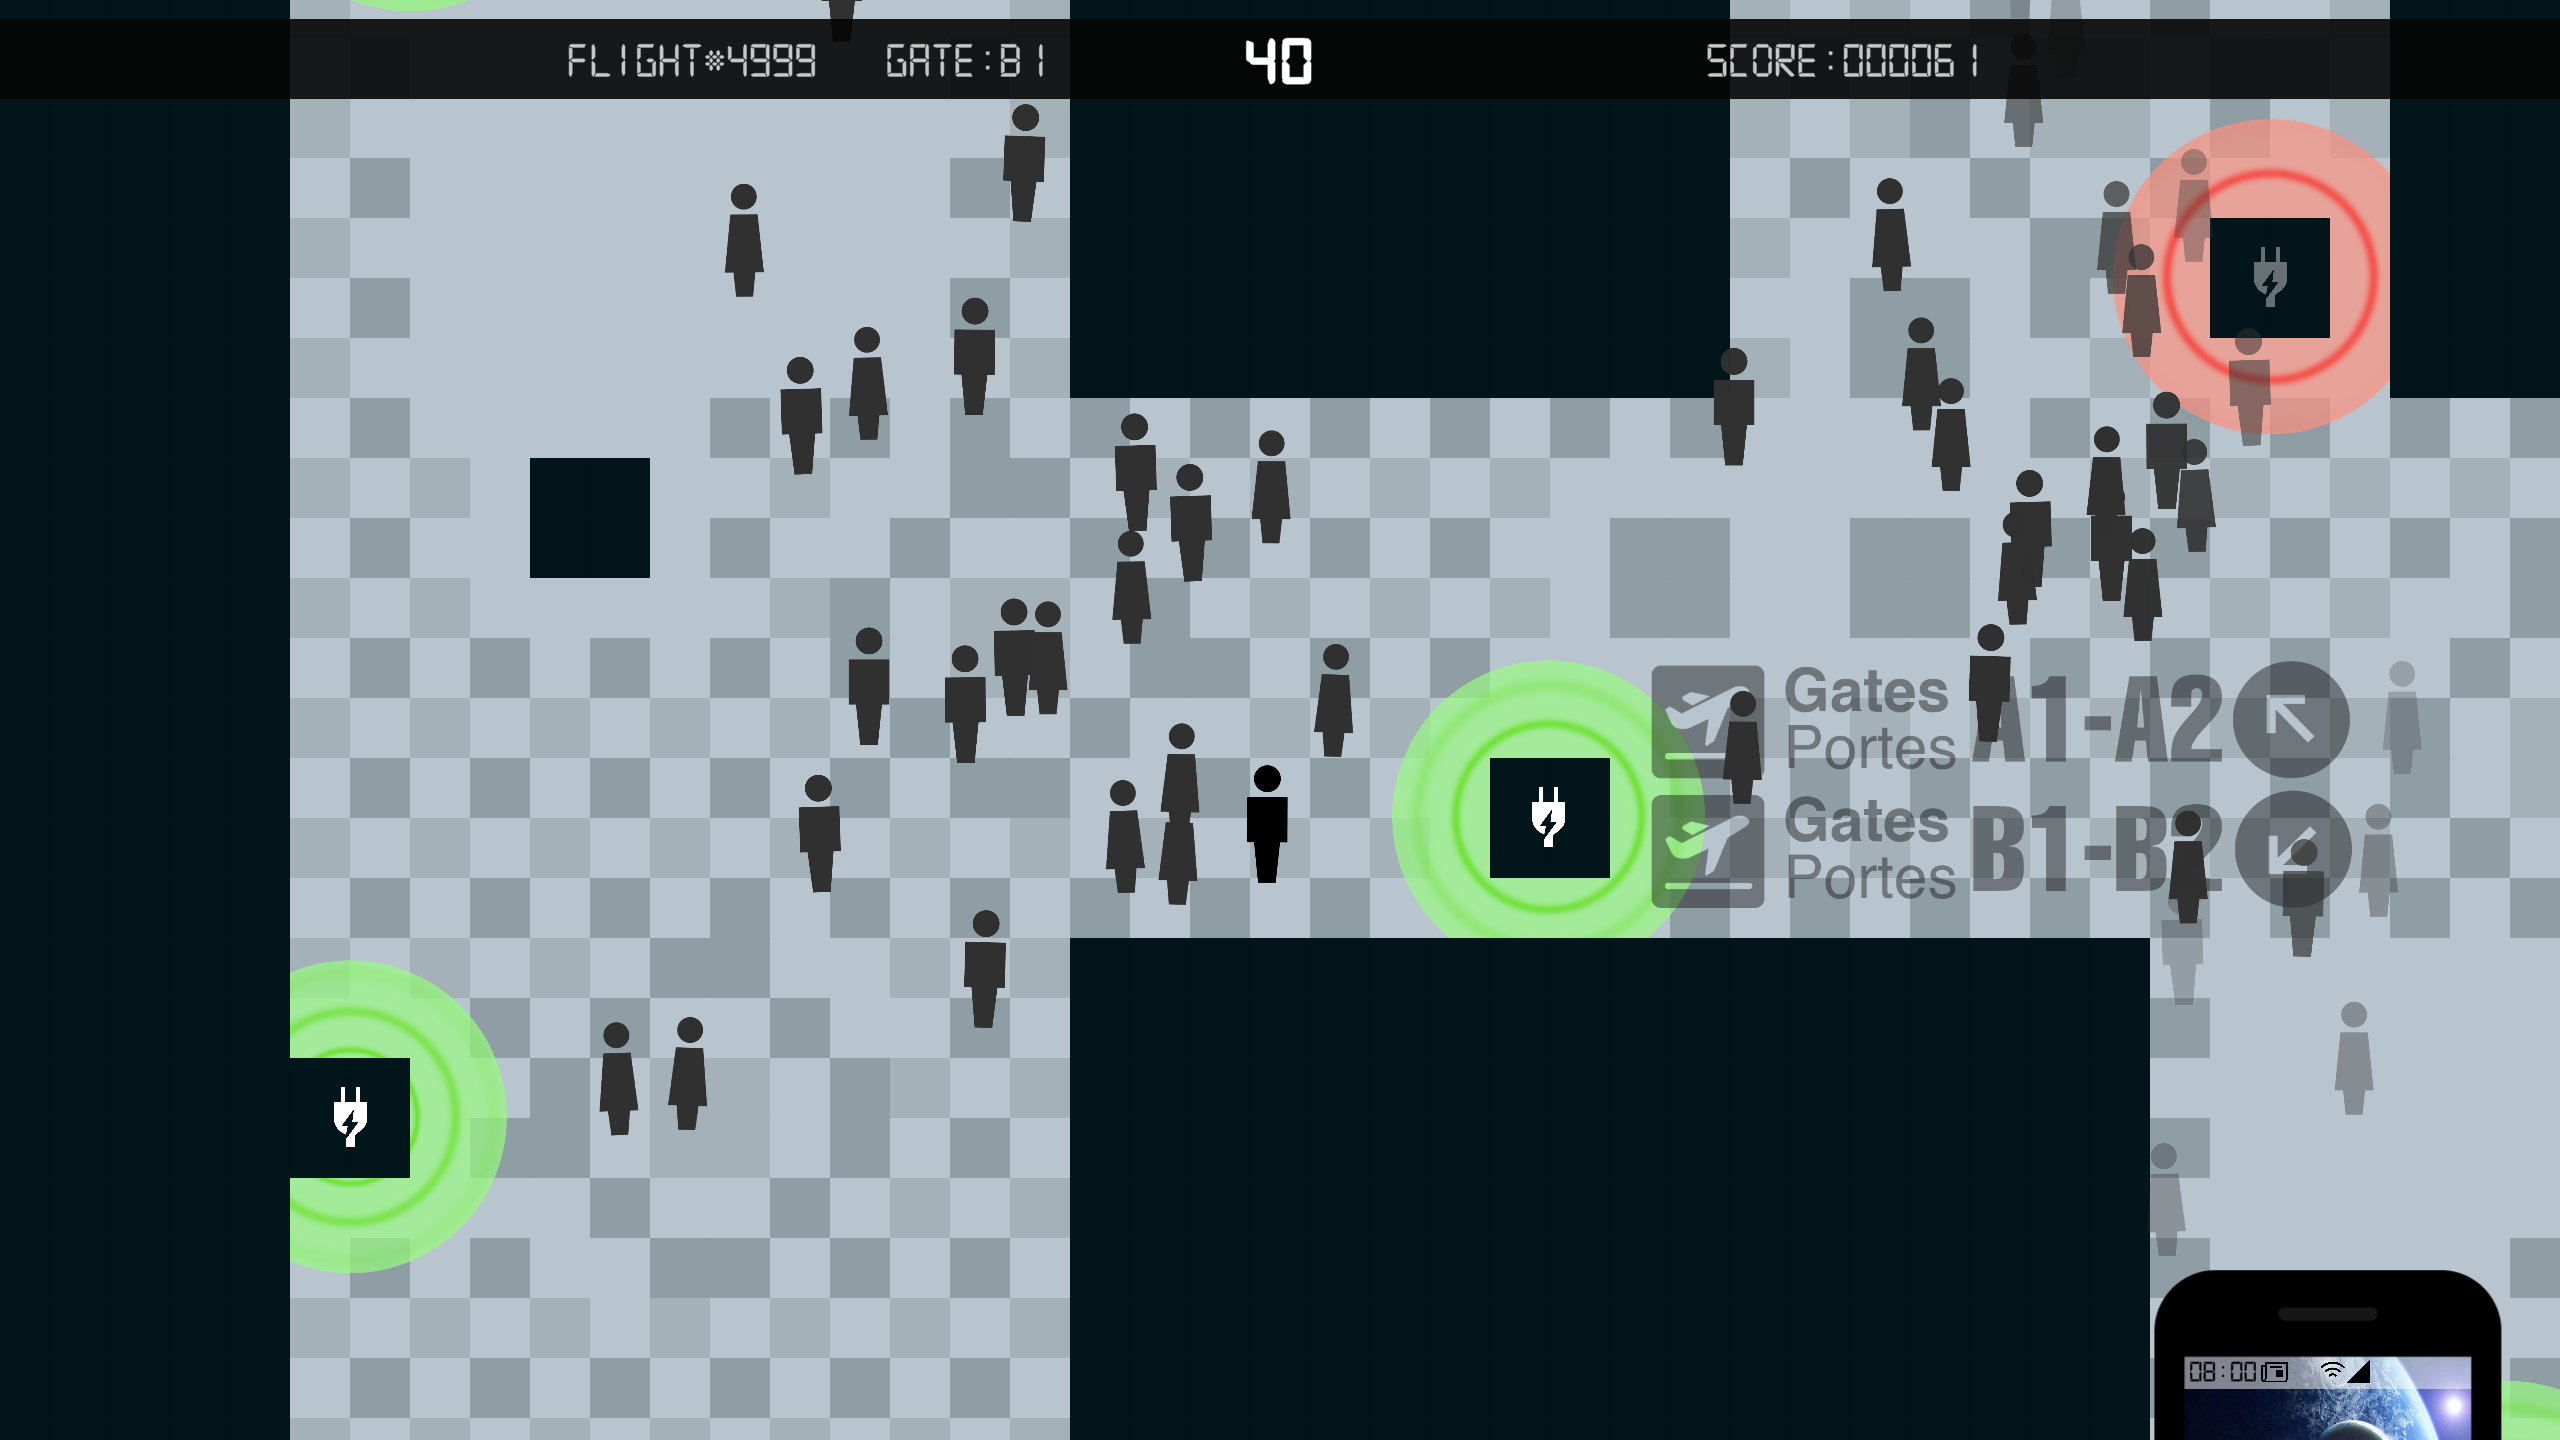 FLIGHT#4999 GATE:B1 40 SCORE:000061
Gates
Portes
A1-A2
Gates
Portes
B1-B2
08:00